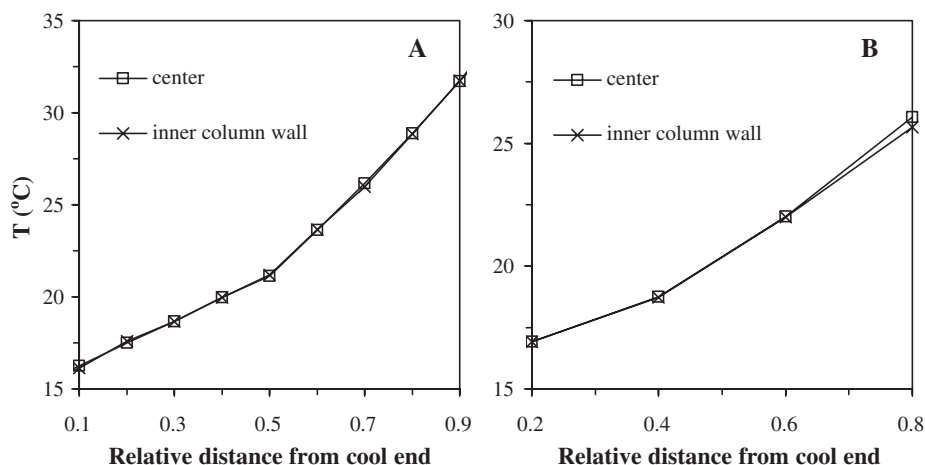 35
30
25
20
15
T (°C)
A
center
inner column wall
0.1 0.2 0.3 0.4 0.5 0.6 0.7 0.8 0.9
Relative distance from cool end
30
25
20
15
B
center
inner column wall
0.2 0.4 0.6 0.8
Relative distance from cool end